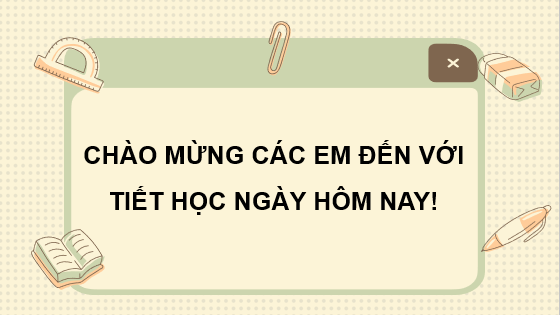 CHÀO MỪNG CÁC EM ĐẾN VỚI
TIẾT HỌC NGÀY HÔM NAY!